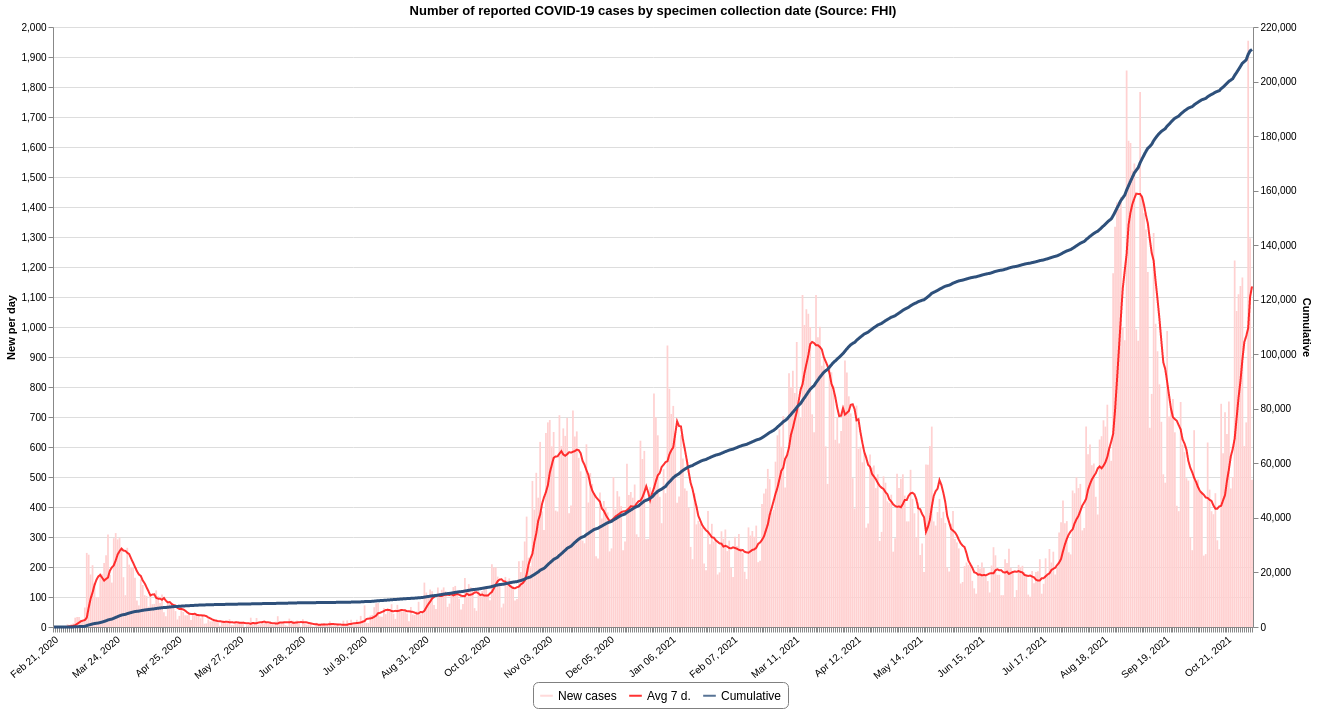 Number of reported COVID-19 cases by specimen collection date (Source: FHI)
2,000
1,900
1,800
1,700
1,600
1,500
1,400
1,300
1,200
1,100
1,000
900
800
700
600
500
400
300
200
100
0
New per day
220,000
200,000
180,000
160,000
140,000
120,000
100,000
80,000
60,000
40,000
20,000
0
Cumulative
Feb 21, 2020
Mar 24, 2020
Apr 25, 2020
May 27, 2020
Jun 28, 2020
Jul 30, 2020
Aug 31, 2020
Oct 02, 2020
Nov 03, 2020
Dec 05, 2020
Jan 06, 2021
Feb 07, 2021
Mar 11, 2021
Apr 12, 2021
May 14, 2021
Jun 15, 2021
Jul 17, 2021
Aug 18, 2021
Sep 19, 2021
Oct 21, 2021
New cases Avg 7 d. Cumulative